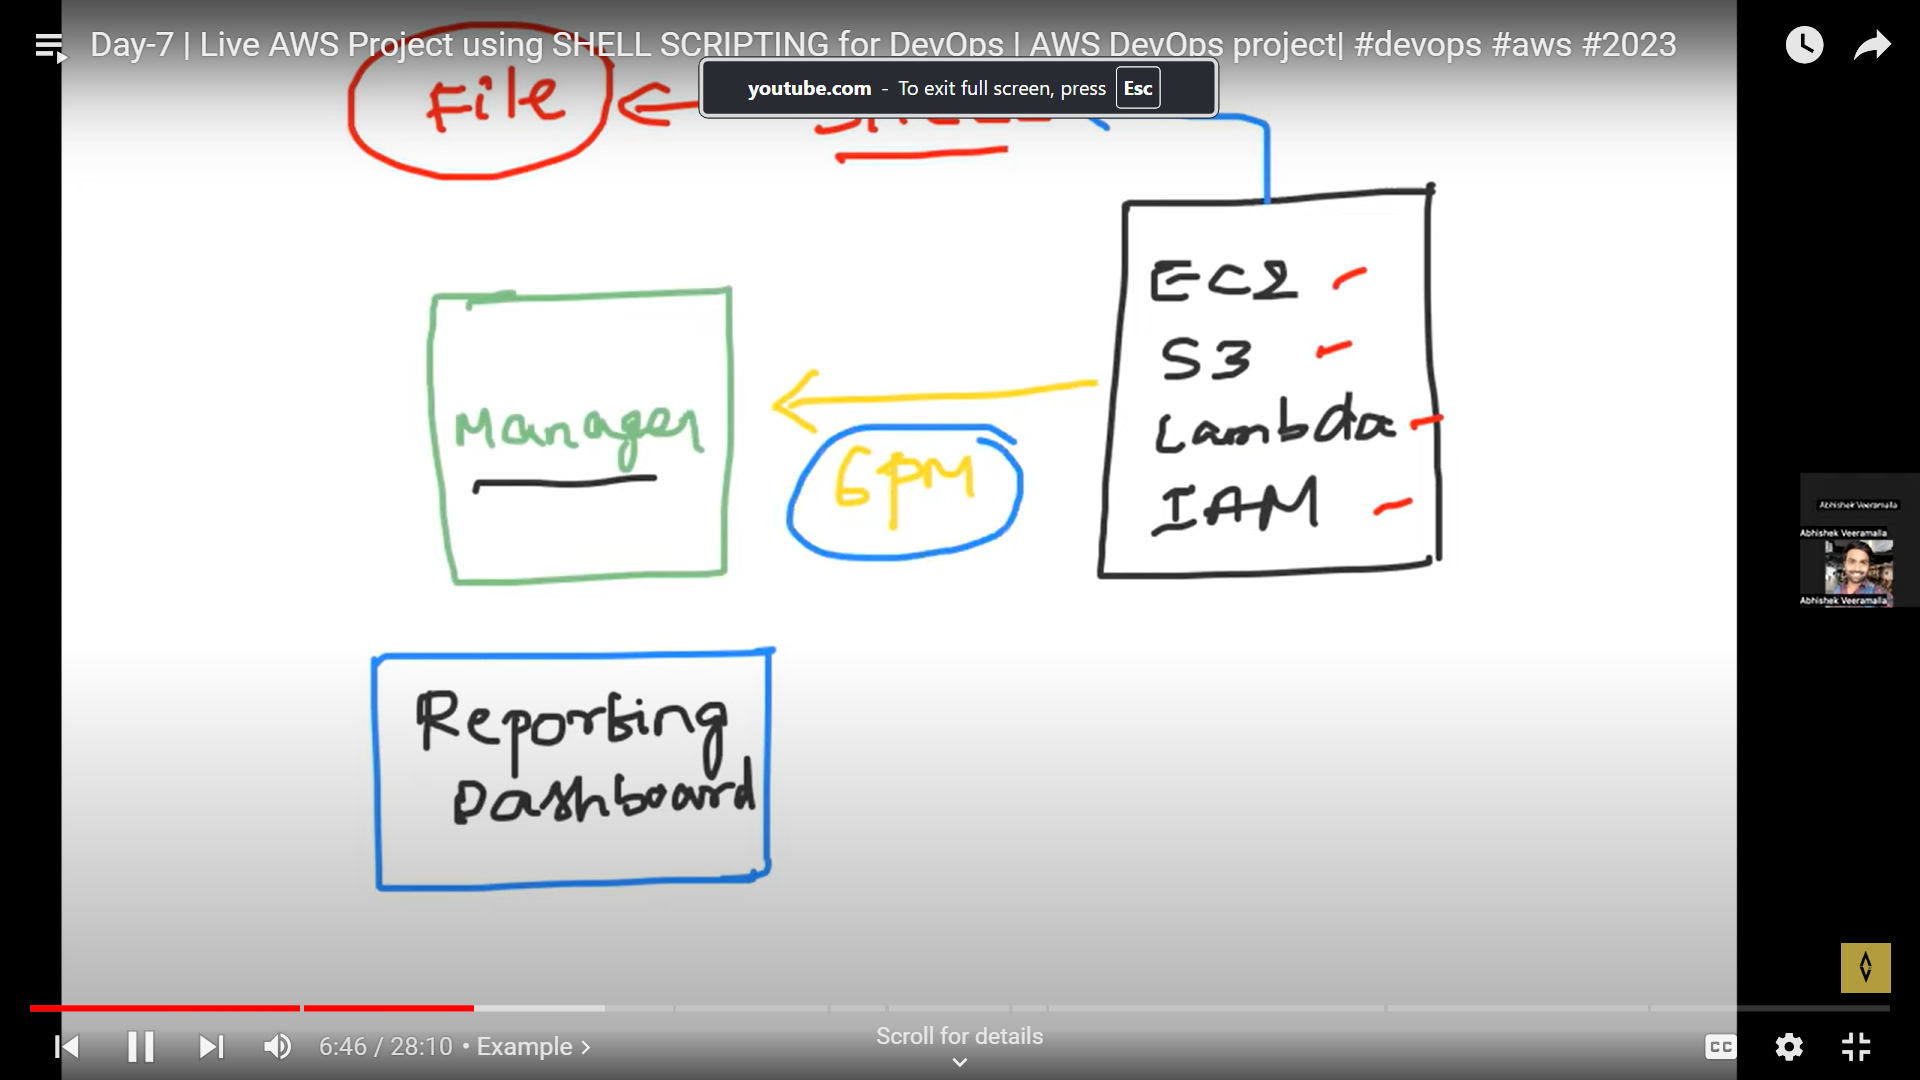 Day-7 | Live AWS Project using SHELL SCRIPTING for DevOps | AWS DevOps project| #devops #aws #2023
youtube.com - To exit full screen, press Esc
File
EC2
S3
Lambda
IAM
Manager
6PM
Reporting
Dashboard
Abhishek Veeramalla
Abhishek Veeramalla
Abhishek Veeramalla
Scroll for details
6:46 / 28:10 • Example
CC